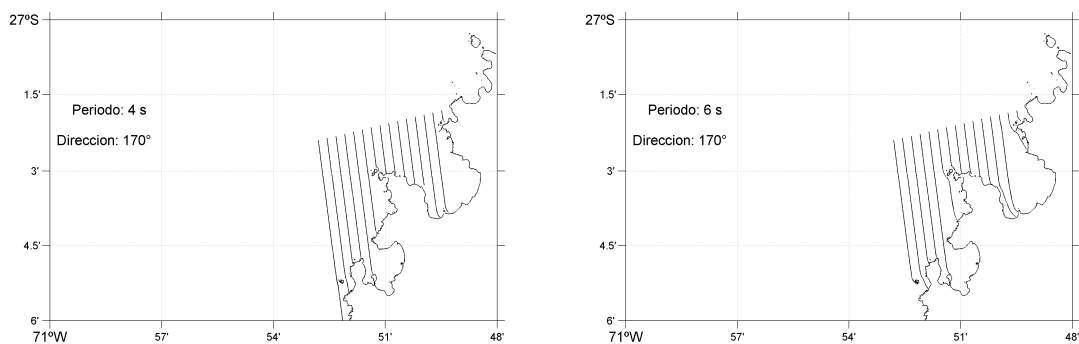 27ºS
1.5'
Periodo: 4 s
Direccion: 170°
3'
4.5'
6'
71ºW
57'
54'
51'
48'
27ºS
1.5'
Periodo: 6 s
Direccion: 170°
3'
4.5'
6'
71ºW
57'
54'
51'
48'